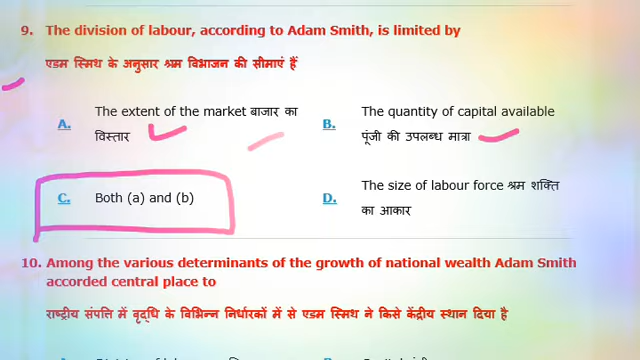 9. The division of labour, according to Adam Smith, is limited by
एडम स्मिथ के अनुसार श्रम विभाजन की सीमाएं हैं
A. The extent of the market बाजार का
विस्तार
B. The quantity of capital available
पूंजी की उपलब्ध मात्रा
C. Both (a) and (b)
D. The size of labour force श्रम शक्ति
का आकार
10. Among the various determinants of the growth of national wealth Adam Smith
accorded central place to
राष्ट्रीय संपत्ति में वृद्धि के विभिन्न निर्धारकों में से एडम स्मिथ ने किसे केंद्रीय स्थान दिया है